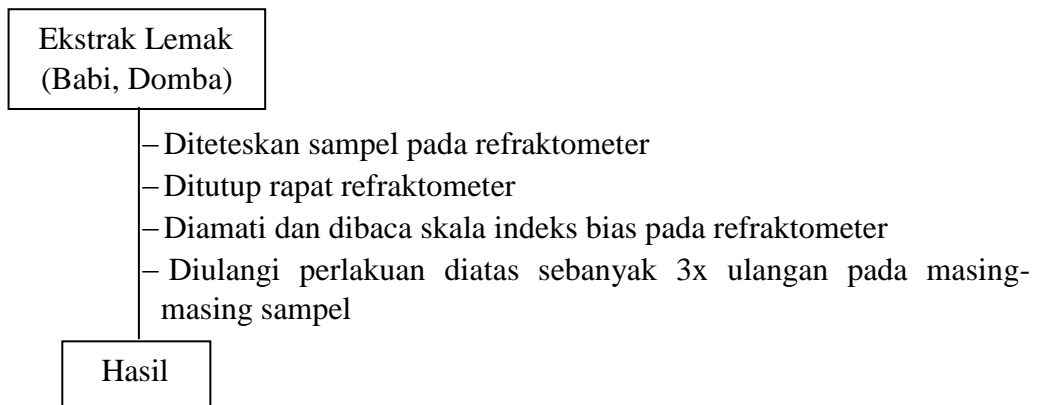 Ekstrak Lemak
(Babi, Domba)
– Diteteskan sampel pada refraktometer
– Ditutup rapat refraktometer
– Diamati dan dibaca skala indeks bias pada refraktometer
– Diulangi perlakuan diatas sebanyak 3x ulangan pada masing-
masing sampel
Hasil